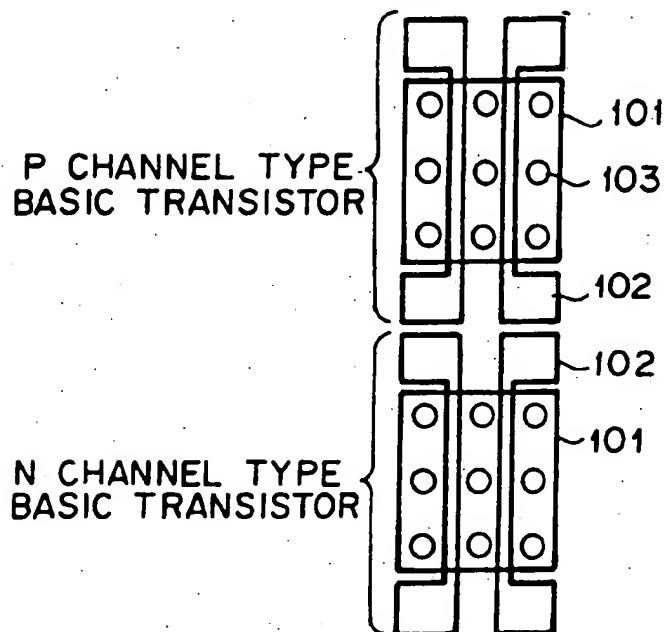 101
P CHANNEL TYPE
BASIC TRANSISTOR
103
102
102
101
N CHANNEL TYPE
BASIC TRANSISTOR